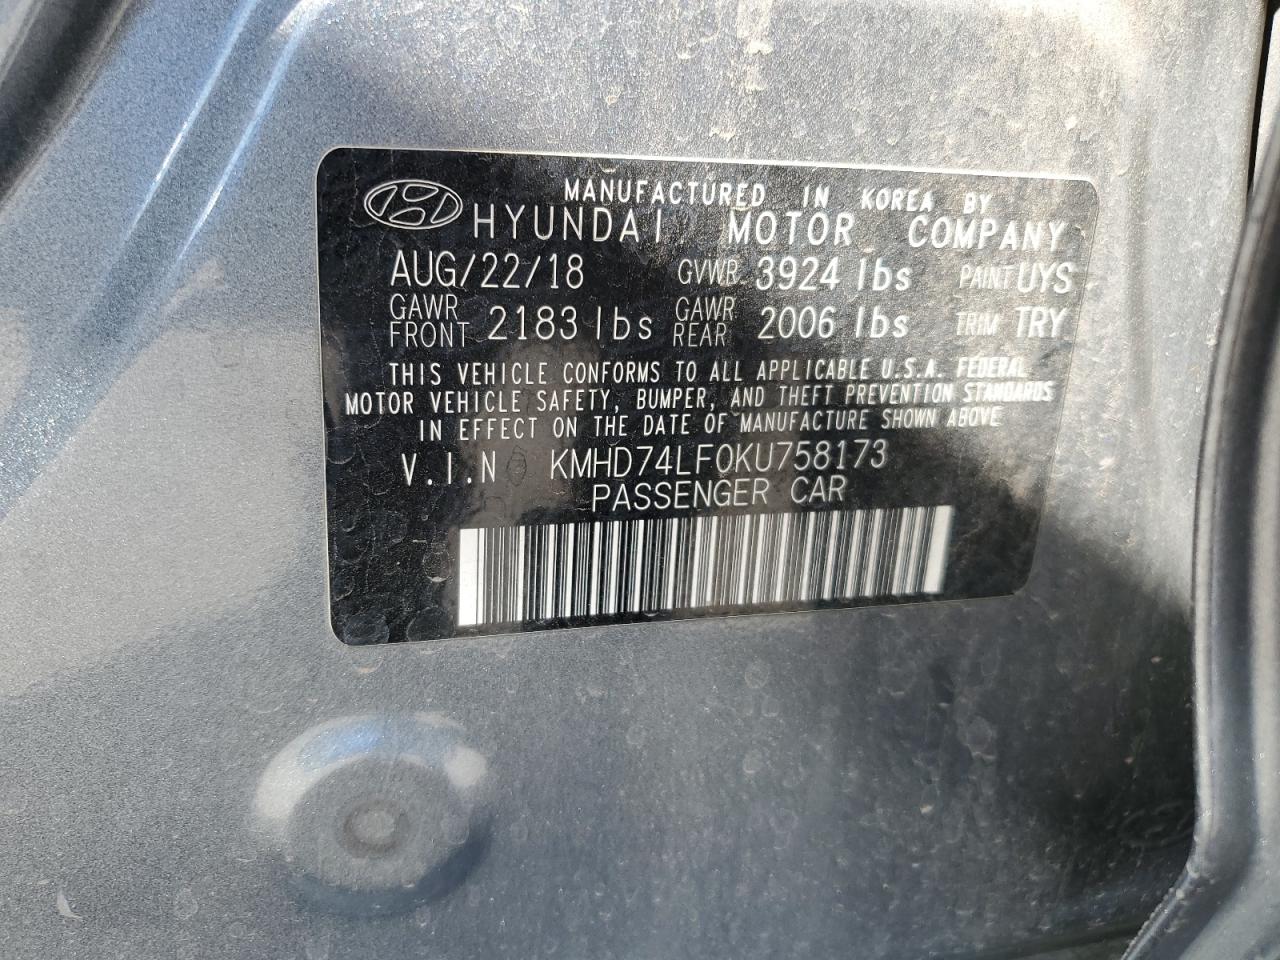 MANUFACTURED IN KOREA BY
HYUNDAI MOTOR COMPANY
AUG/22/18 GVWR 3924 lbs PAINT UYS
GAWR FRONT 2183 lbs GAWR REAR 2006 lbs TRIM TRY
THIS VEHICLE CONFORMS TO ALL APPLICABLE U.S.A. FEDERAL
MOTOR VEHICLE SAFETY, BUMPER, AND THEFT PREVENTION STANDARDS
IN EFFECT ON THE DATE OF MANUFACTURE SHOWN ABOVE
V.I.N KMHD74LF0KU758173
PASSENGER CAR